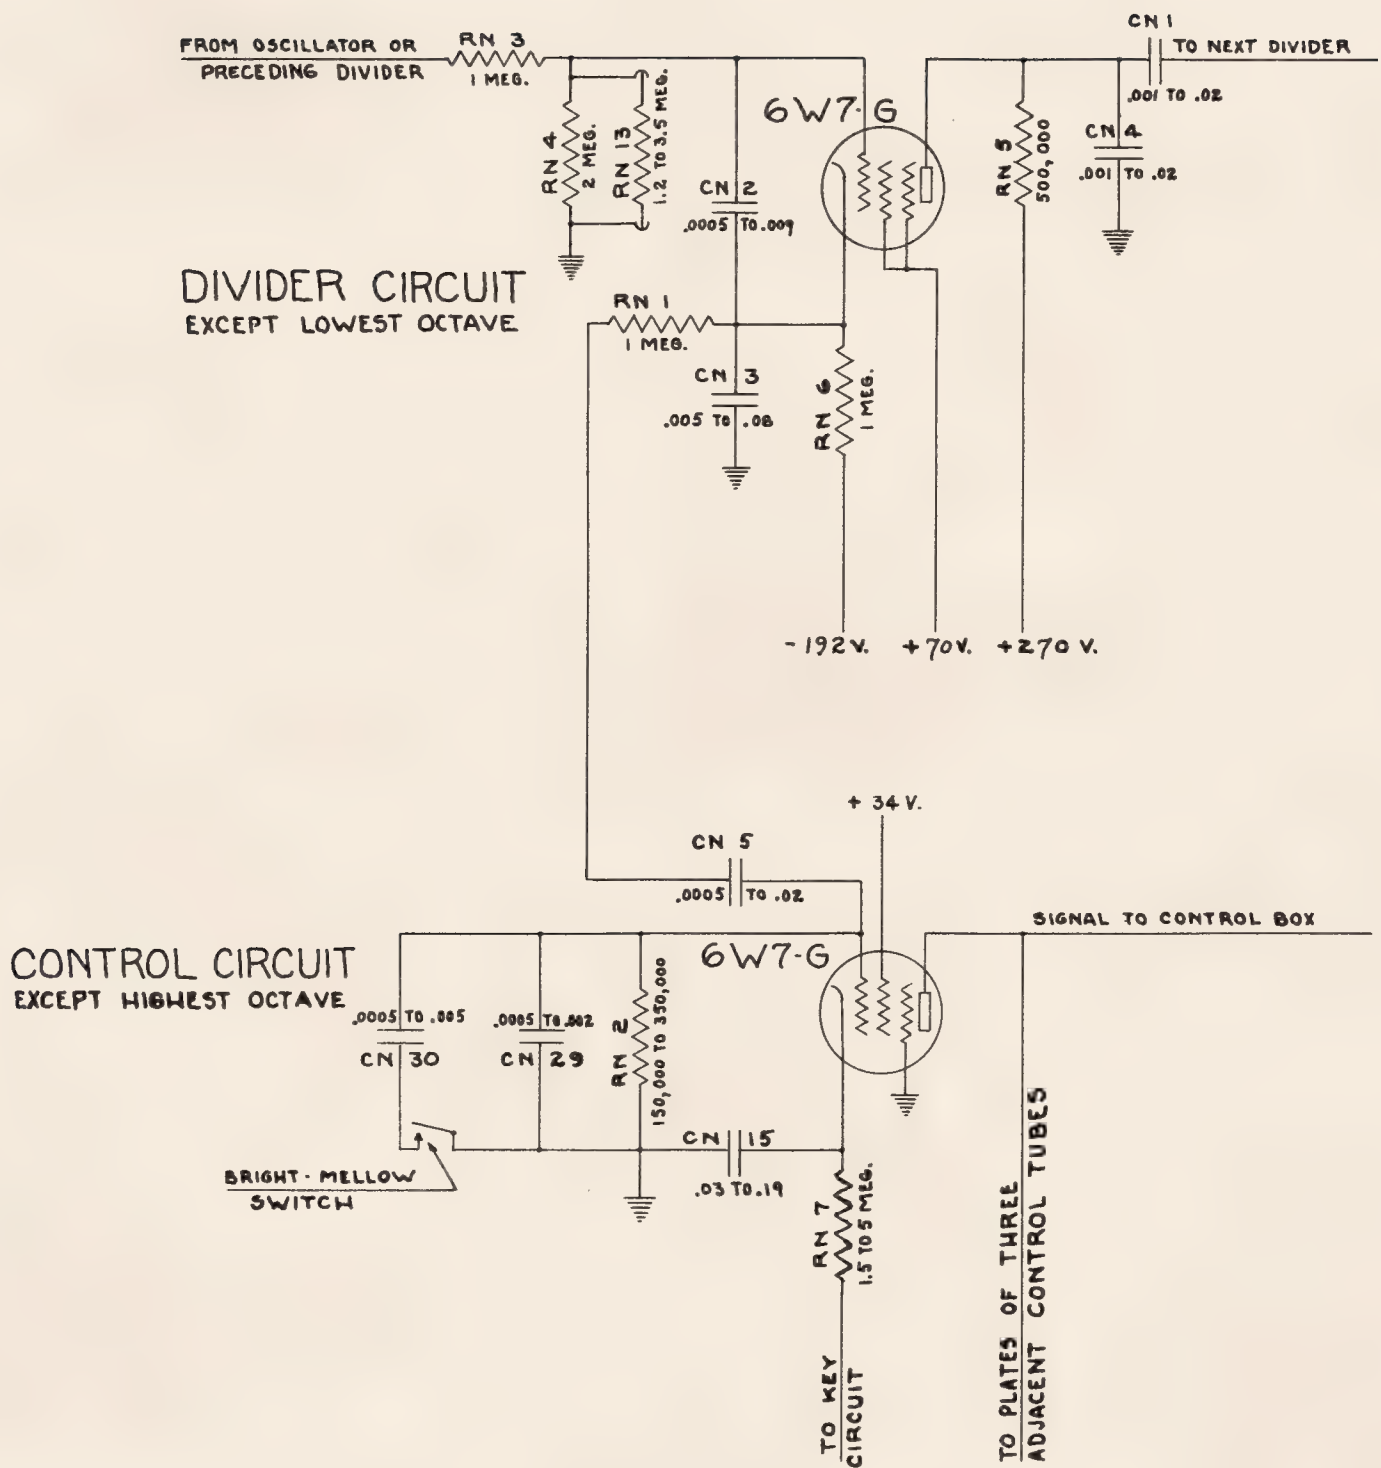 CN 1
FROM OSCILLATOR OR
PRECEDING DIVIDER
RN 3
1 MEG.
TO NEXT DIVIDER
.001 TO .02
6W7-G
RN 4
2 MEG.
RN 13
1.2 TO 3.5 MEG.
CN 2
.0005 TO .009
RN 5
500,000
CN 4
.001 TO .02
DIVIDER CIRCUIT
EXCEPT LOWEST OCTAVE
RN 1
1 MEG.
CN 3
.005 TO .08
RN 6
1 MEG.
-192 V.
+70 V.
+270 V.
+ 34 V.
CN 5
.0005 TO .02
SIGNAL TO CONTROL BOX
CONTROL CIRCUIT
EXCEPT HIGHEST OCTAVE
6W7-G
.0005 TO .005
CN 30
.0005 TO .002
CN 29
RN 2
150,000 TO 350,000
CN 15
.03 TO .19
BRIGHT - MELLOW
SWITCH
RN 7
1.5 TO 5 MEG.
TO KEY
CIRCUIT
TO PLATES OF THREE
ADJACENT CONTROL TUBES